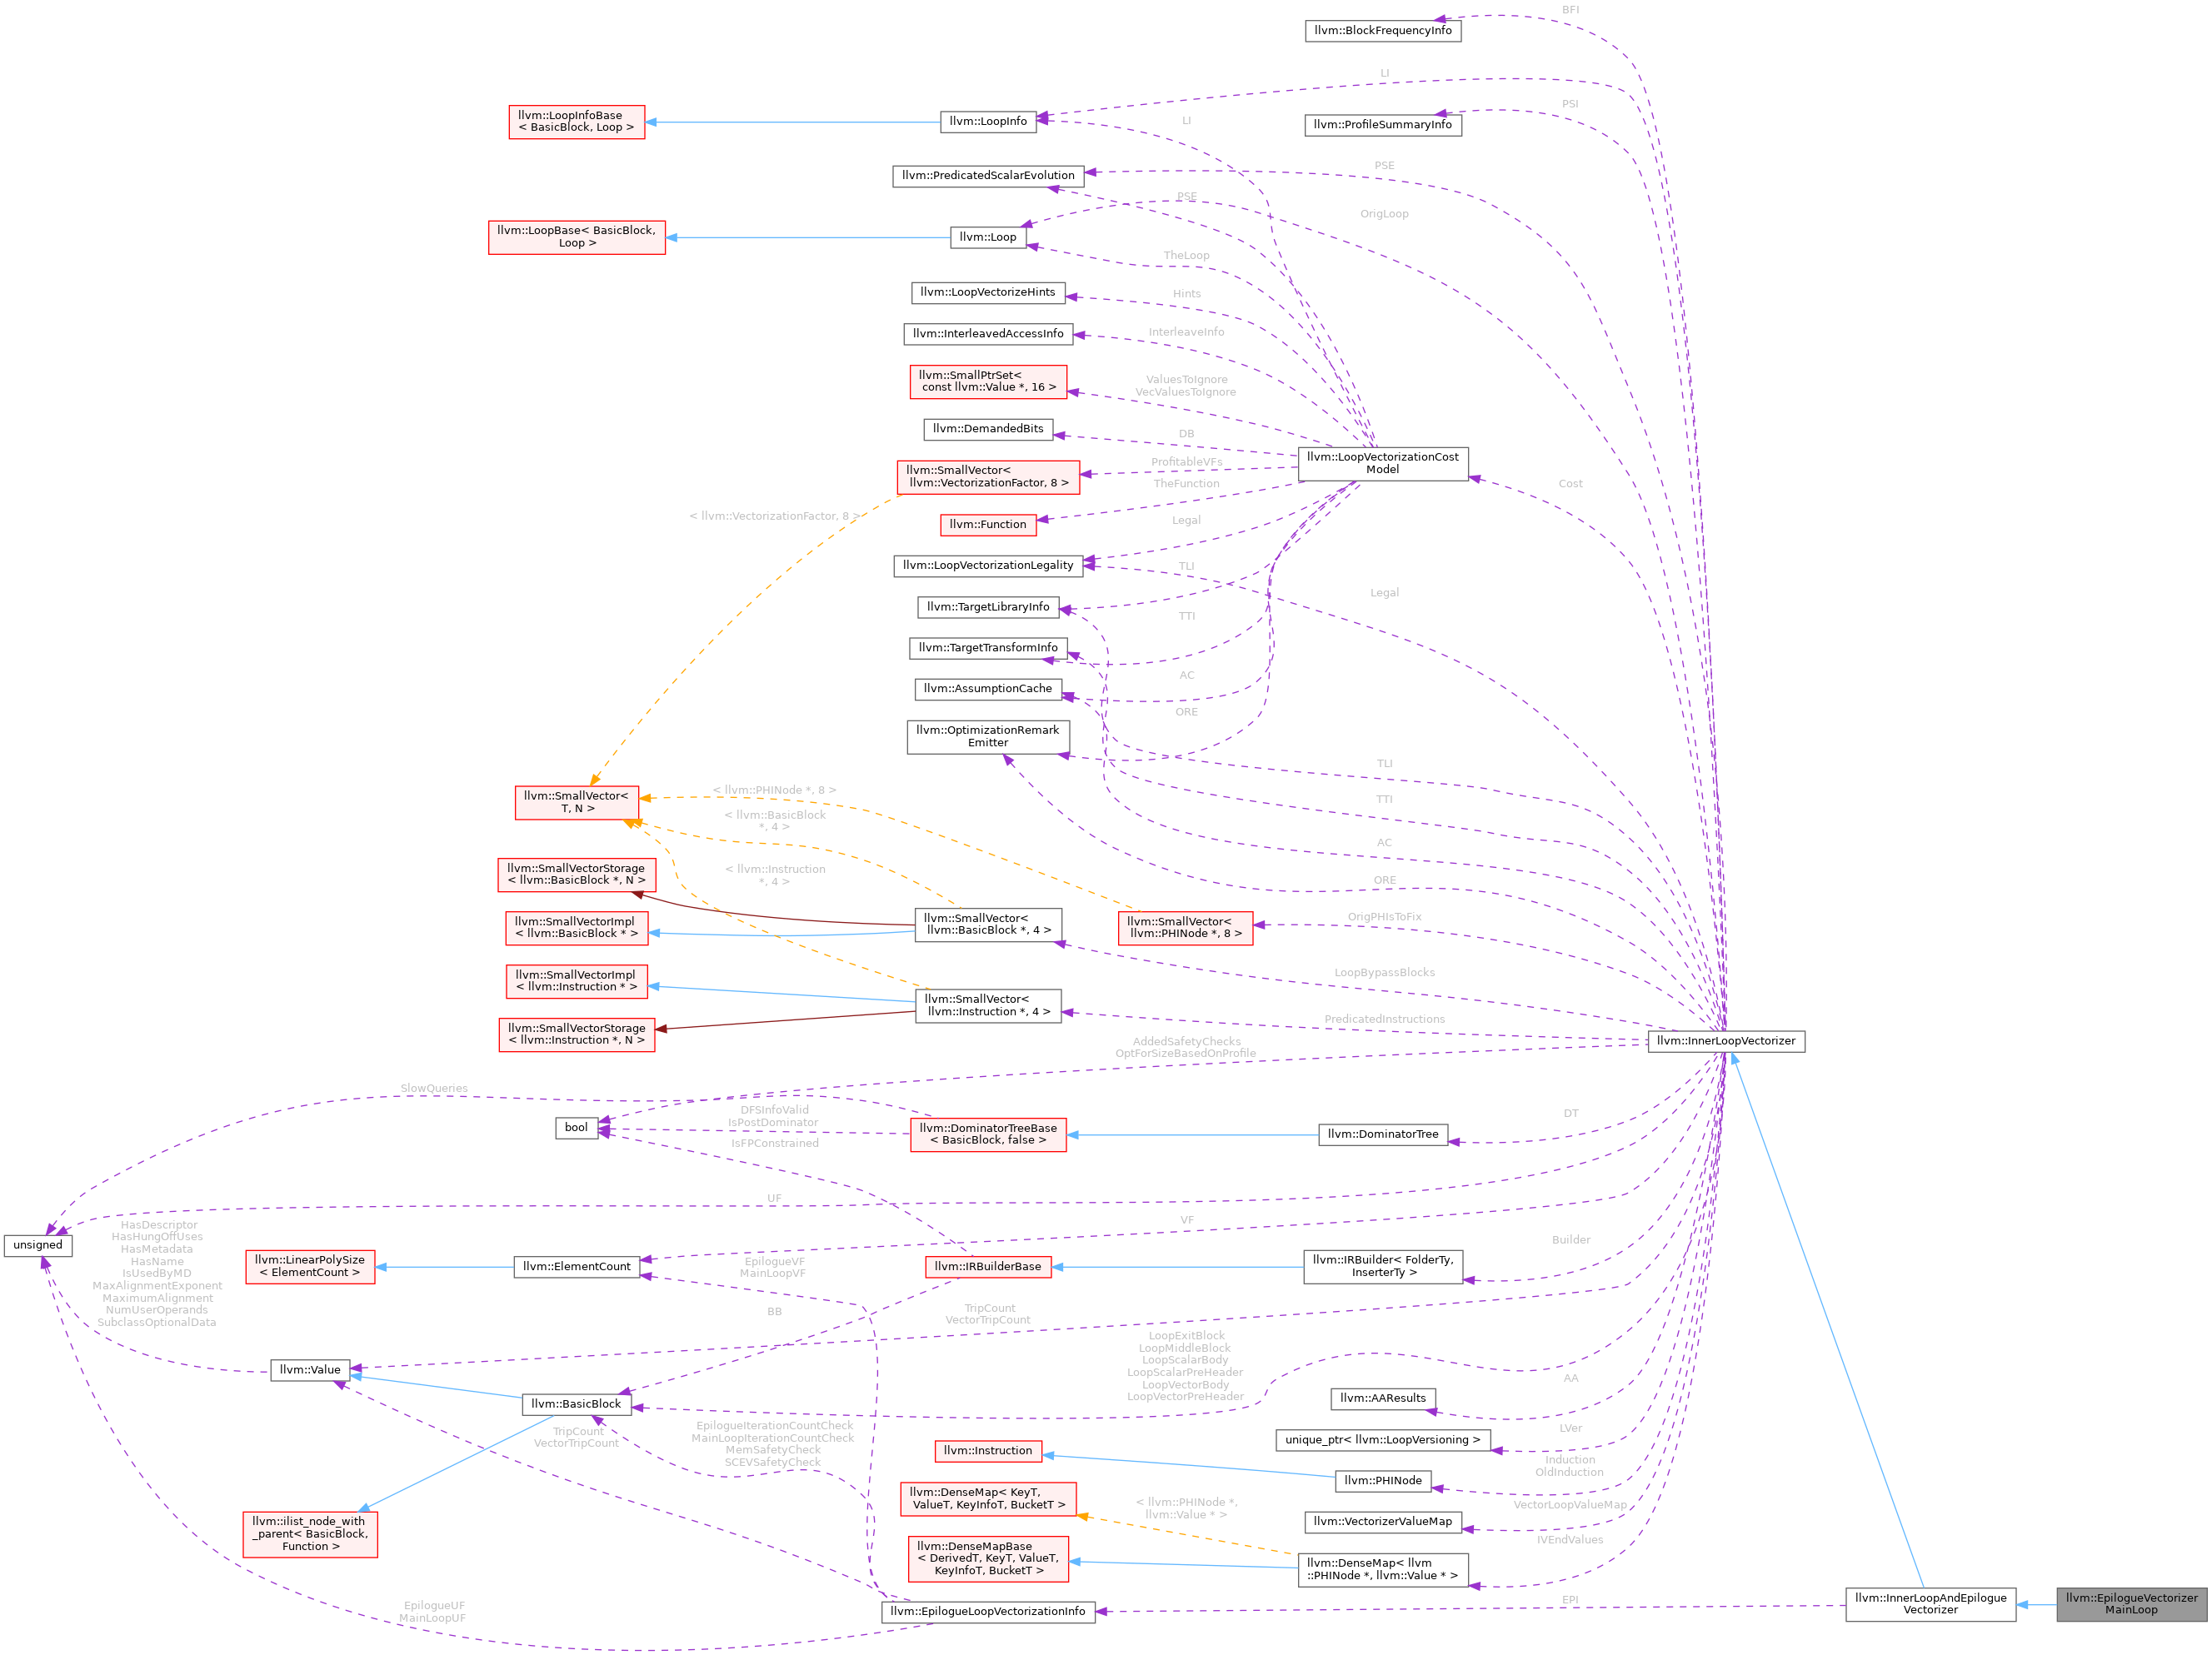 BFI
llvm::BlockFrequencyInfo
LI
PSI
llvm::LoopInfoBase
< BasicBlock, Loop >
llvm::LoopInfo
LI
llvm::ProfileSummaryInfo
PSE
llvm::PredicatedScalarEvolution
PSE
OrigLoop
llvm::LoopBase< BasicBlock,
Loop >
llvm::Loop
TheLoop
llvm::LoopVectorizeHints
Hints
llvm::InterleavedAccessInfo
InterleaveInfo
llvm::SmallPtrSet<
const llvm::Value *, 16 >
ValuesToIgnore
VecValuesToIgnore
llvm::DemandedBits
DB
llvm::LoopVectorizationCost
Model
llvm::SmallVector<
llvm::VectorizationFactor, 8 >
ProfitableVFs
TheFunction
Cost
< llvm::VectorizationFactor, 8 >
llvm::Function
Legal
llvm::LoopVectorizationLegality
TLI
Legal
llvm::TargetLibraryInfo
TTI
llvm::TargetTransformInfo
AC
llvm::AssumptionCache
ORE
llvm::OptimizationRemark
Emitter
TLI
llvm::SmallVector<
T, N >
< llvm::PHINode *, 8 >
TTI
< llvm::BasicBlock
*, 4 >
AC
llvm::SmallVectorStorage
< llvm::BasicBlock *, N >
< llvm::Instruction
*, 4 >
ORE
llvm::SmallVectorImpl
< llvm::BasicBlock * >
llvm::SmallVector<
llvm::BasicBlock *, 4 >
llvm::SmallVector<
llvm::PHINode *, 8 >
OrigPHIsToFix
llvm::SmallVectorImpl
< llvm::Instruction * >
LoopBypassBlocks
llvm::SmallVector<
llvm::Instruction *, 4 >
llvm::SmallVectorStorage
< llvm::Instruction *, N >
PredicatedInstructions
AddedSafetyChecks
OptForSizeBasedOnProfile
llvm::InnerLoopVectorizer
SlowQueries
bool
DFSInfoValid
IsPostDominator
IsFPConstrained
llvm::DominatorTreeBase
< BasicBlock, false >
llvm::DominatorTree
DT
UF
VF
unsigned
HasDescriptor
HasHungOffUses
HasMetadata
HasName
IsUsedByMD
MaxAlignmentExponent
MaximumAlignment
NumUserOperands
SubclassOptionalData
llvm::LinearPolySize
< ElementCount >
llvm::ElementCount
EpilogueVF
MainLoopVF
llvm::IRBuilderBase
llvm::IRBuilder< FolderTy,
InserterTy >
Builder
BB
TripCount
VectorTripCount
LoopExitBlock
LoopMiddleBlock
LoopScalarBody
LoopScalarPreHeader
LoopVectorBody
LoopVectorPreHeader
llvm::Value
llvm::BasicBlock
llvm::AAResults
AA
TripCount
VectorTripCount
EpilogueIterationCountCheck
MainLoopIterationCountCheck
MemSafetyCheck
SCEVSafetyCheck
llvm::Instruction
unique_ptr< llvm::LoopVersioning >
LVer
llvm::PHINode
Induction
OldInduction
llvm::DenseMap< KeyT,
ValueT, KeyInfoT, BucketT >
< llvm::PHINode *,
llvm::Value * >
llvm::VectorizerValueMap
VectorLoopValueMap
llvm::ilist_node_with
_parent< BasicBlock,
Function >
llvm::DenseMapBase
< DerivedT, KeyT, ValueT,
KeyInfoT, BucketT >
llvm::DenseMap< llvm
::PHINode *, llvm::Value * >
IVEndValues
EpilogueUF
MainLoopUF
llvm::EpilogueLoopVectorizationInfo
EPI
llvm::InnerLoopAndEpilogue
Vectorizer
llvm::EpilogueVectorizer
MainLoop